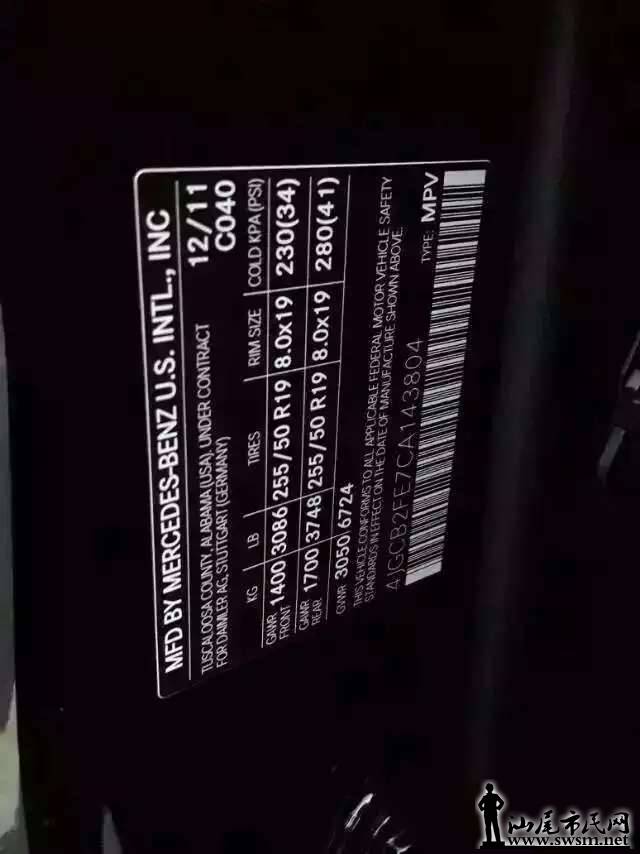 MFD BY MERCEDES-BENZ U.S. INTL., INC
TUSCALOOSA COUNTY, ALABAMA (USA), UNDER CONTRACT
FOR DAIMLER AG, STUTTGART (GERMANY)
12/11
C040
KG LB TIRES RIM SIZE COLD KPA (PSI)
GAWR FRONT 1400 3086 255/50 R19 8.0x19 230(34)
GAWR REAR 1700 3748 255/50 R19 8.0x19 280(41)
GVWR 3050 6724
THIS VEHICLE CONFORMS TO ALL APPLICABLE FEDERAL MOTOR VEHICLE SAFETY
STANDARDS IN EFFECT ON THE DATE OF MANUFACTURE SHOWN ABOVE.
4JGCB2FE7CA143804 TYPE: MPV
汕尾市民网
www.swsm.net